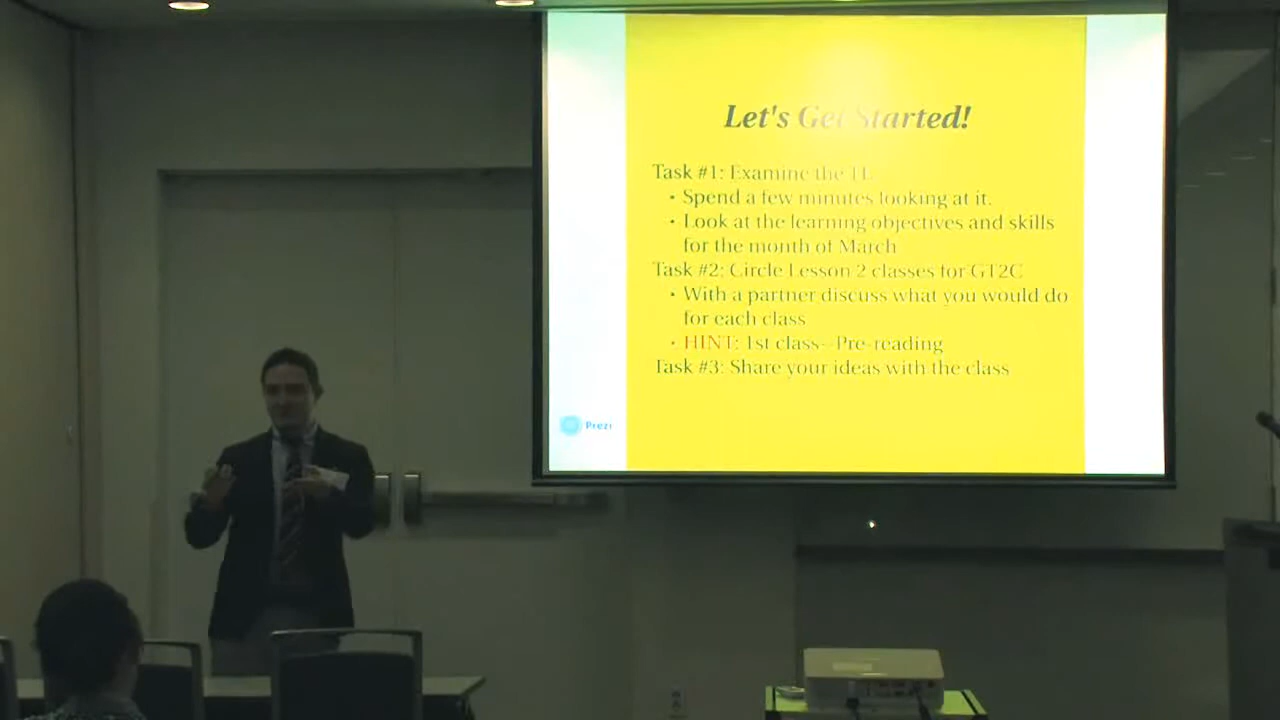 Let's Get Started!
Task #1: Examine the TL
• Spend a few minutes looking at it.
• Look at the learning objectives and skills
for the month of March
Task #2: Circle Lesson 2 classes for GT2C
• With a partner discuss what you would do
for each class
• HINT: 1st class--Pre-reading
Task #3: Share your ideas with the class
Prezi